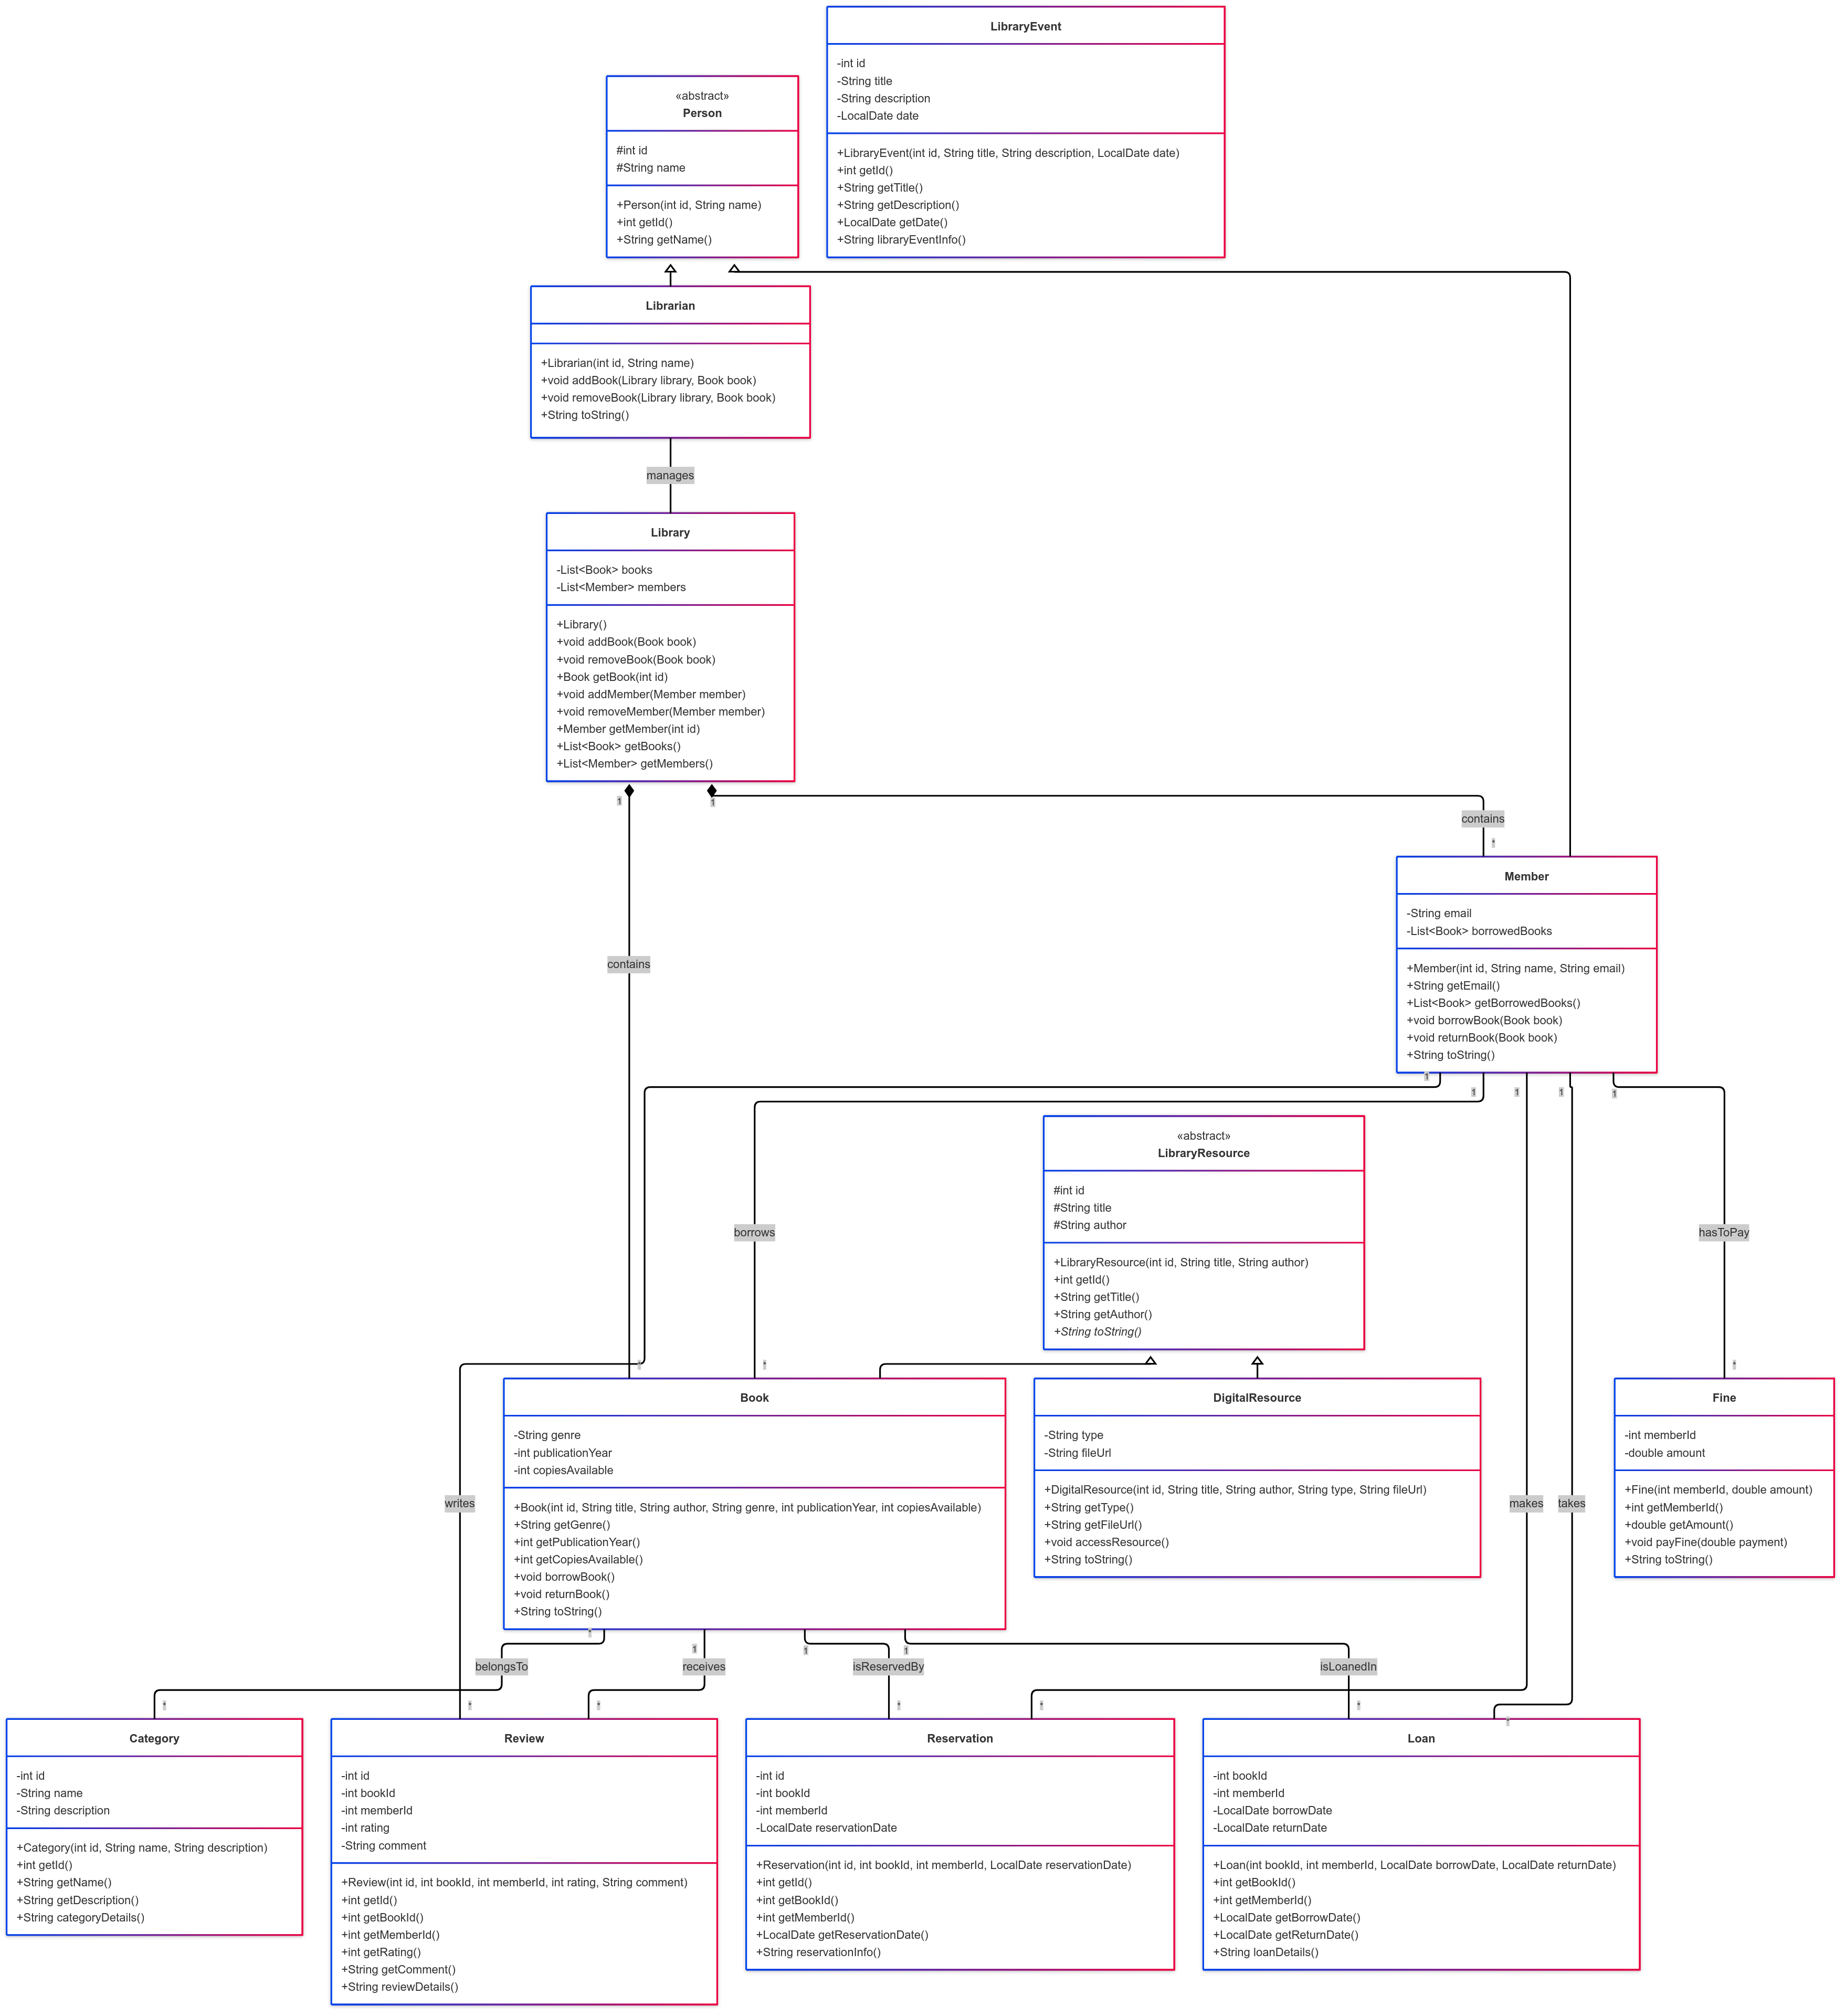 LibraryEvent
-int id
-String title
-String description
-LocalDate date
+LibraryEvent(int id, String title, String description, LocalDate date)
+int getId()
+String getTitle()
+String getDescription()
+LocalDate getDate()
+String libraryEventInfo()
«abstract»
Person
#int id
#String name
+Person(int id, String name)
+int getId()
+String getName()
Librarian
+Librarian(int id, String name)
+void addBook(Library library, Book book)
+void removeBook(Library library, Book book)
+String toString()
manages
Library
-List<Book> books
-List<Member> members
+Library()
+void addBook(Book book)
+void removeBook(Book book)
+Book getBook(int id)
+void addMember(Member member)
+void removeMember(Member member)
+Member getMember(int id)
+List<Book> getBooks()
+List<Member> getMembers()
1
1
contains
*
contains
Member
-String email
-List<Book> borrowedBooks
+Member(int id, String name, String email)
+String getEmail()
+List<Book> getBorrowedBooks()
+void borrowBook(Book book)
+void returnBook(Book book)
+String toString()
1
1
1
1
1
«abstract»
LibraryResource
#int id
#String title
#String author
+LibraryResource(int id, String title, String author)
+int getId()
+String getTitle()
+String getAuthor()
+String toString()
borrows
hasToPay
*
*
*
Book
-String genre
-int publicationYear
-int copiesAvailable
+Book(int id, String title, String author, String genre, int publicationYear, int copiesAvailable)
+String getGenre()
+int getPublicationYear()
+int getCopiesAvailable()
+void borrowBook()
+void returnBook()
+String toString()
DigitalResource
-String type
-String fileUrl
+DigitalResource(int id, String title, String author, String type, String fileUrl)
+String getType()
+String getFileUrl()
+void accessResource()
+String toString()
Fine
-int memberId
-double amount
+Fine(int memberId, double amount)
+int getMemberId()
+double getAmount()
+void payFine(double payment)
+String toString()
writes
makes
takes
*
1
1
1
belongsTo
receives
isReservedBy
isLoanedIn
*
*
*
*
*
*
*
Category
-int id
-String name
-String description
+Category(int id, String name, String description)
+int getId()
+String getName()
+String getDescription()
+String categoryDetails()
Review
-int id
-int bookId
-int memberId
-int rating
-String comment
+Review(int id, int bookId, int memberId, int rating, String comment)
+int getId()
+int getBookId()
+int getMemberId()
+int getRating()
+String getComment()
+String reviewDetails()
Reservation
-int id
-int bookId
-int memberId
-LocalDate reservationDate
+Reservation(int id, int bookId, int memberId, LocalDate reservationDate)
+int getId()
+int getBookId()
+int getMemberId()
+LocalDate getReservationDate()
+String reservationInfo()
Loan
-int bookId
-int memberId
-LocalDate borrowDate
-LocalDate returnDate
+Loan(int bookId, int memberId, LocalDate borrowDate, LocalDate returnDate)
+int getBookId()
+int getMemberId()
+LocalDate getBorrowDate()
+LocalDate getReturnDate()
+String loanDetails()